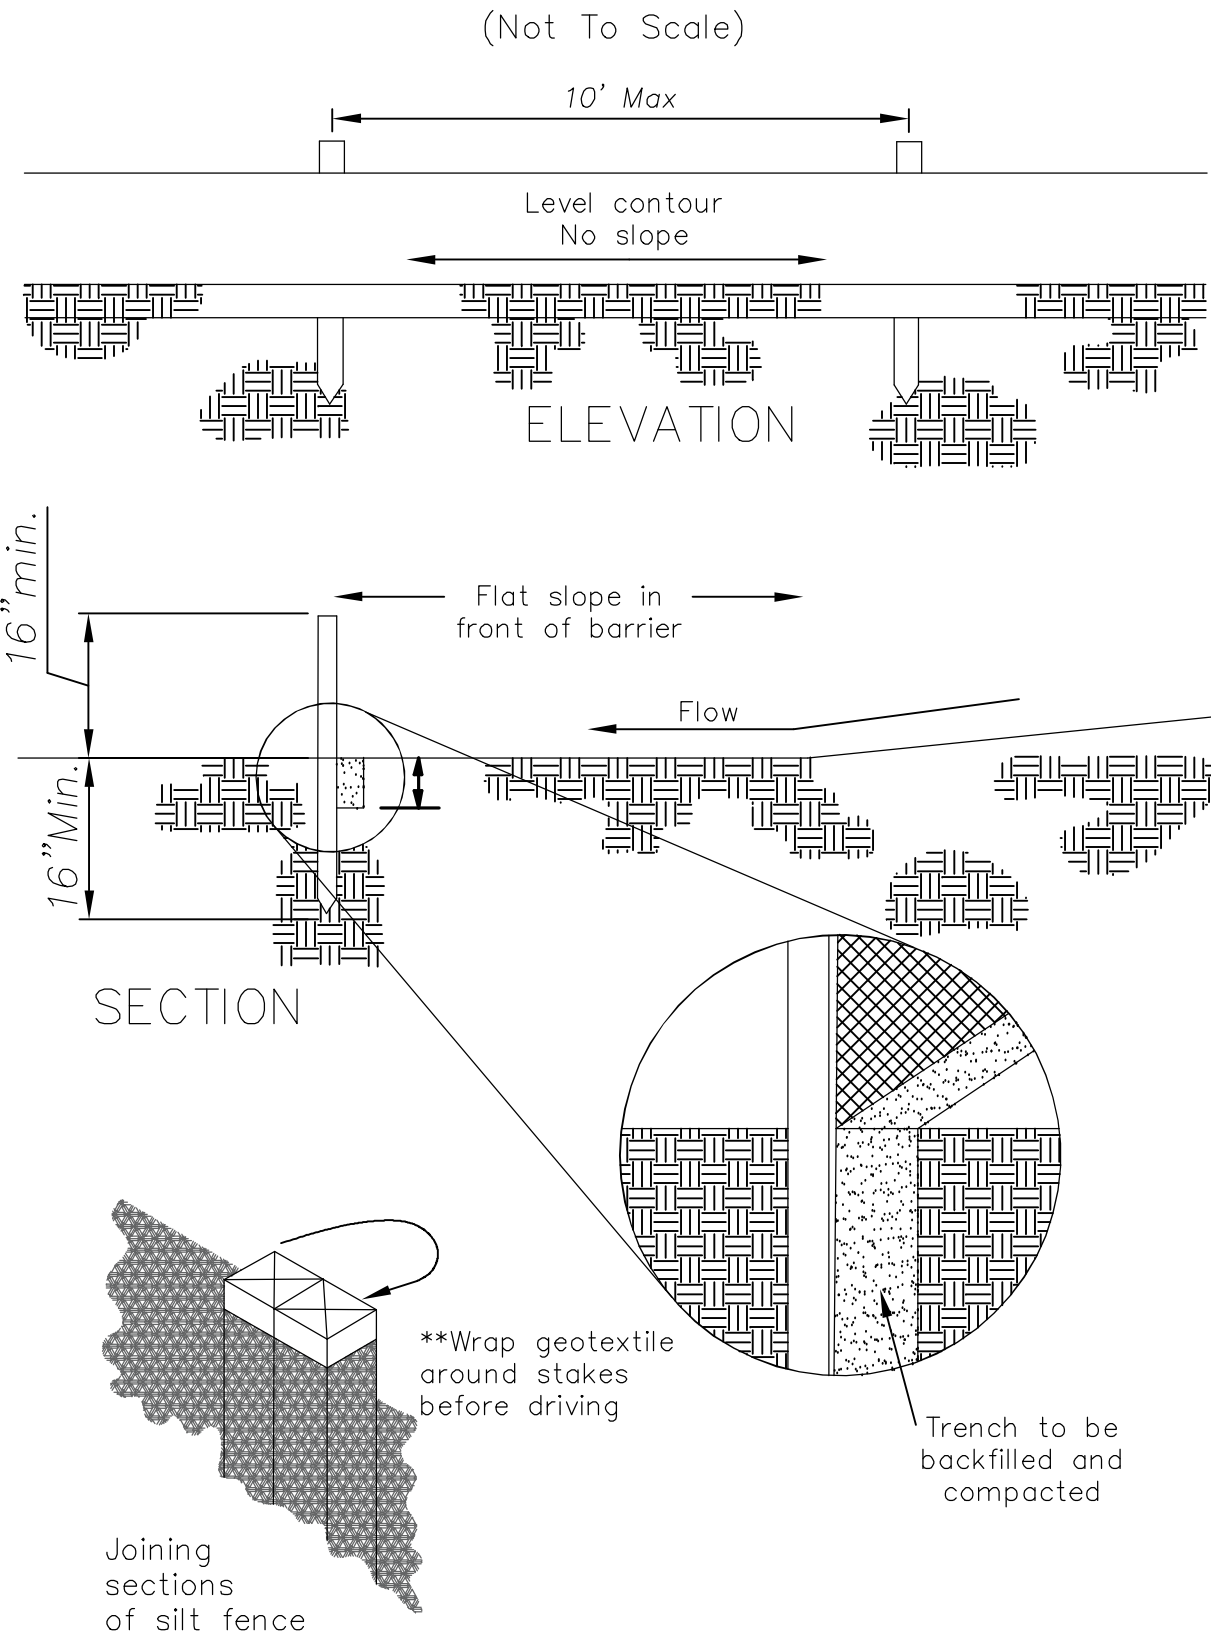 (Not To Scale)
10' Max
Level contour
No slope
ELEVATION
16" min.
Flat slope in
front of barrier
Flow
16"Min.
SECTION
**Wrap geotextile
around stakes
before driving
Trench to be
backfilled and
compacted
Joining
sections
of silt fence